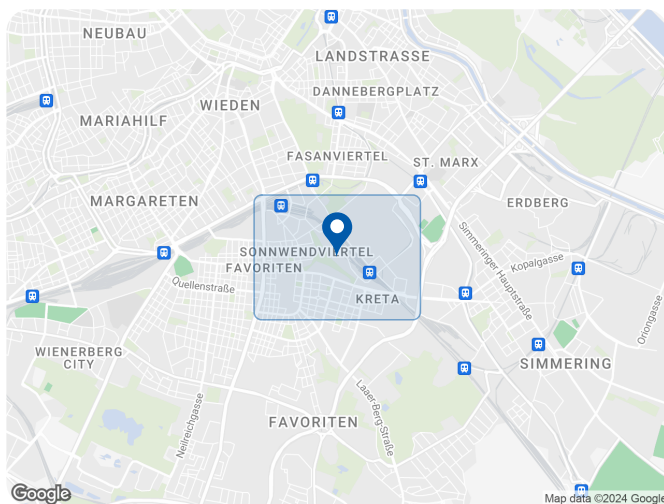 NEUBAU
LANDSTRASSE
DANNEBERGPLATZ
WIEDEN
MARIAHILF
FASANVIERTEL
ST. MARX
MARGARETEN
ERDBERG
SONNWENDVIERTEL
FAVORITEN
Simmeringer Hauptstraße
Kopalgasse
Quellenstraße
KRETA
Oriongasse
WIENERBERG
CITY
SIMMERING
Neilreichgasse
Laaer-Berg-Straße
FAVORITEN
Google
Map data ©2024 Google